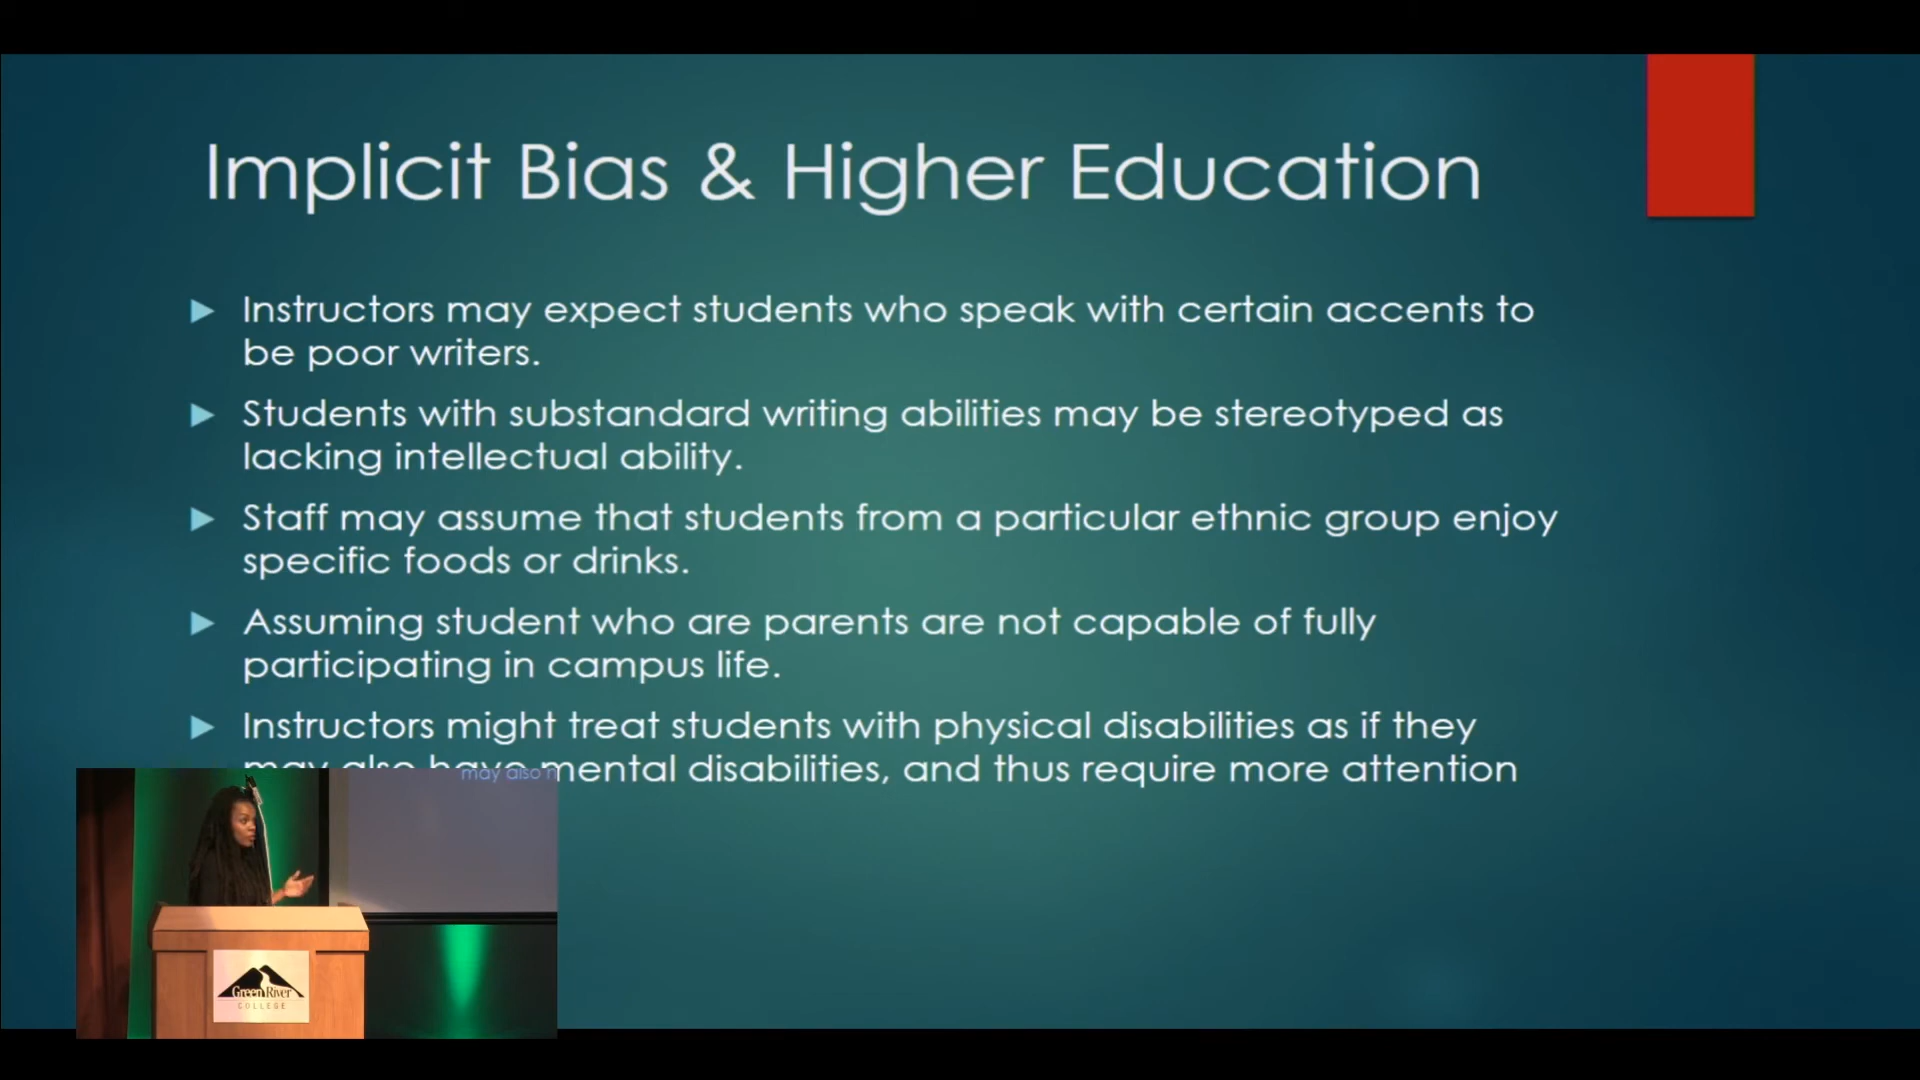 Implicit Bias & Higher Education
▶ Instructors may expect students who speak with certain accents to
be poor writers.
▶ Students with substandard writing abilities may be stereotyped as
lacking intellectual ability.
▶ Staff may assume that students from a particular ethnic group enjoy
specific foods or drinks.
▶ Assuming student who are parents are not capable of fully
participating in campus life.
▶ Instructors might treat students with physical disabilities as if they
may also have mental disabilities, and thus require more attention
may also
Green River
COLLEGE